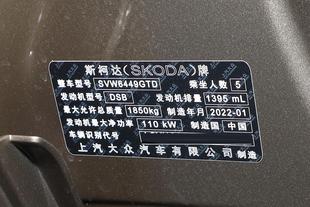 斯柯达(SKODA)牌
整车型号 SVW6449GTD 乘坐人数 5
发动机型号 DSB 发动机排量 1395 mL
最大允许总质量 1850kg 制造年月 2022-01
发动机最大净功率 110 kW 制造国 中国
车辆识别代号
上汽大众汽车有限公司 制造